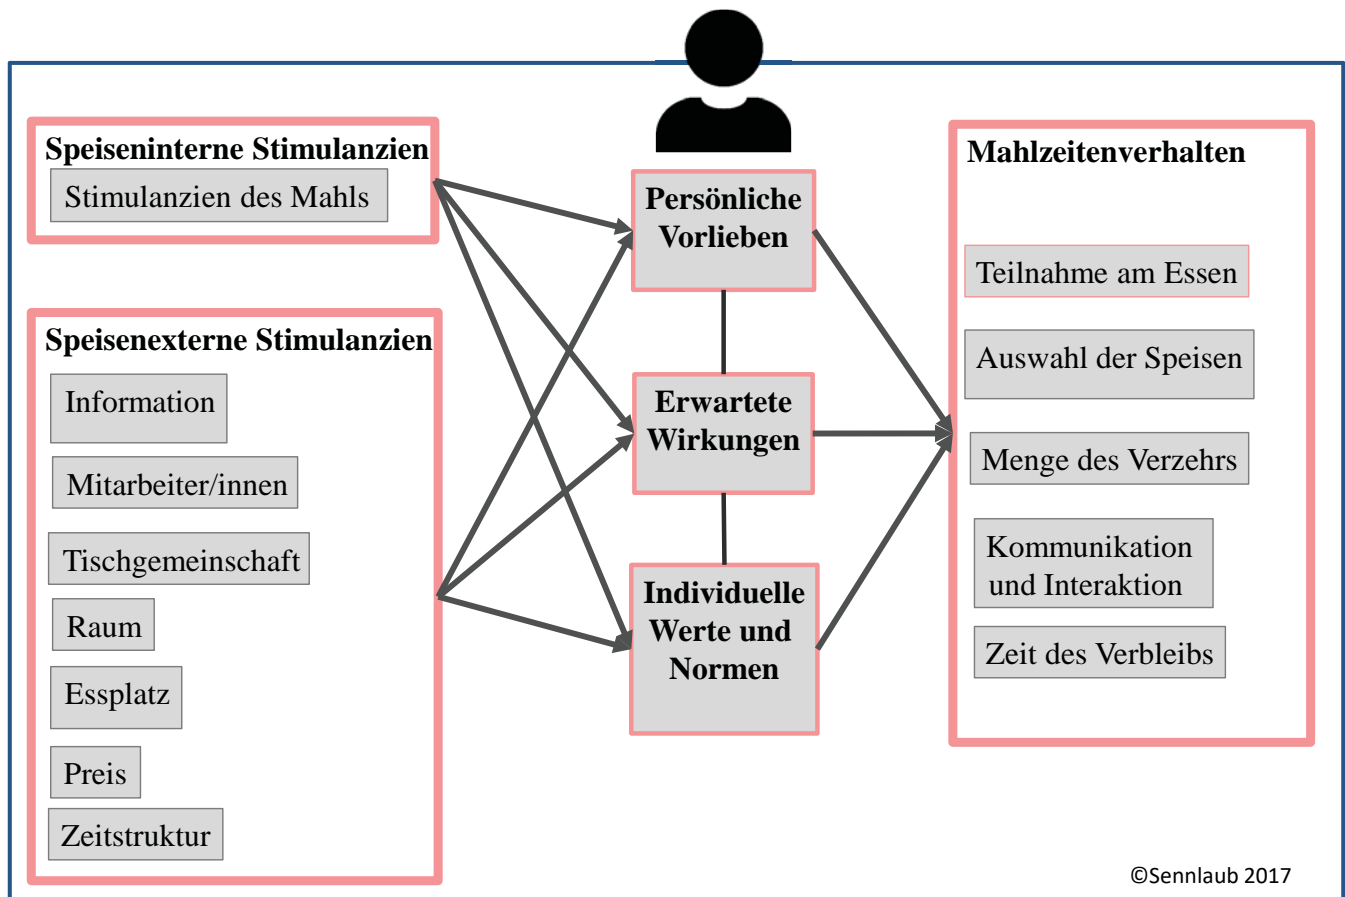 Speiseninterne Stimulanzien
Stimulanzien des Mahls
Speisenexterne Stimulanzien
Information
Mitarbeiter/innen
Tischgemeinschaft
Raum
Essplatz
Preis
Zeitstruktur
Persönliche
Vorlieben
Erwartete
Wirkungen
Individuelle
Werte und
Normen
Mahlzeitenverhalten
Teilnahme am Essen
Auswahl der Speisen
Menge des Verzehrs
Kommunikation
und Interaktion
Zeit des Verbleibs
©Sennlaub 2017